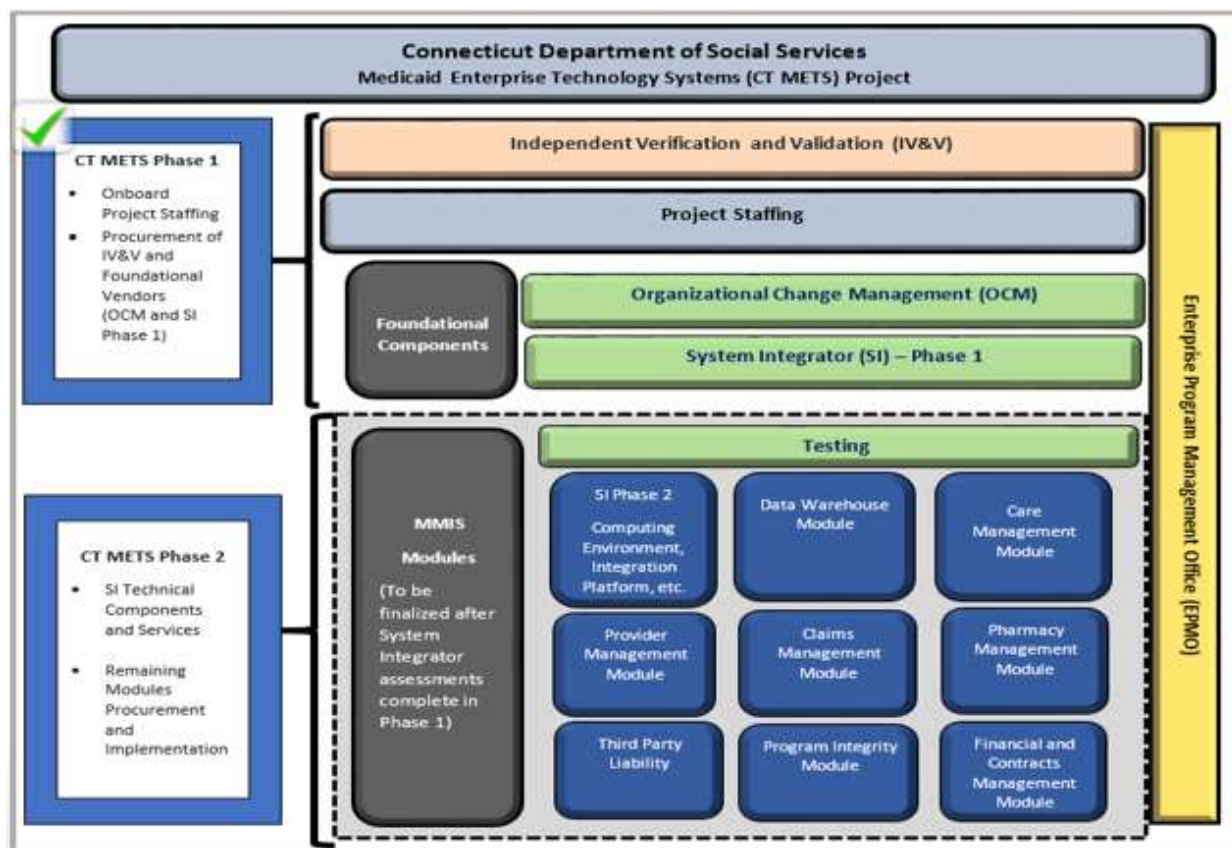 Connecticut Department of Social Services
Medicaid Enterprise Technology Systems (CT METS) Project
CT METS Phase 1
• Onboard
Project Staffing
• Procurement of
IV&V and
Foundational
Vendors
(OCM and SI
Phase 1)
Independent Verification and Validation (IV&V)
Project Staffing
Foundational
Components
Organizational Change Management (OCM)
System Integrator (SI) – Phase 1
CT METS Phase 2
• SI Technical
Components
and Services
• Remaining
Modules
Procurement
and
Implementation
MMIS
Modules
(To be
finalized after
System
Integrator
assessments
complete in
Phase 1)
Testing
SI Phase 2
Computing
Environment,
Integration
Platform, etc.
Data Warehouse
Module
Care
Management
Module
Provider
Management
Module
Claims
Management
Module
Pharmacy
Management
Module
Third Party
Liability
Program Integrity
Module
Financial and
Contracts
Management
Module
Enterprise Program Management Office (EPMO)